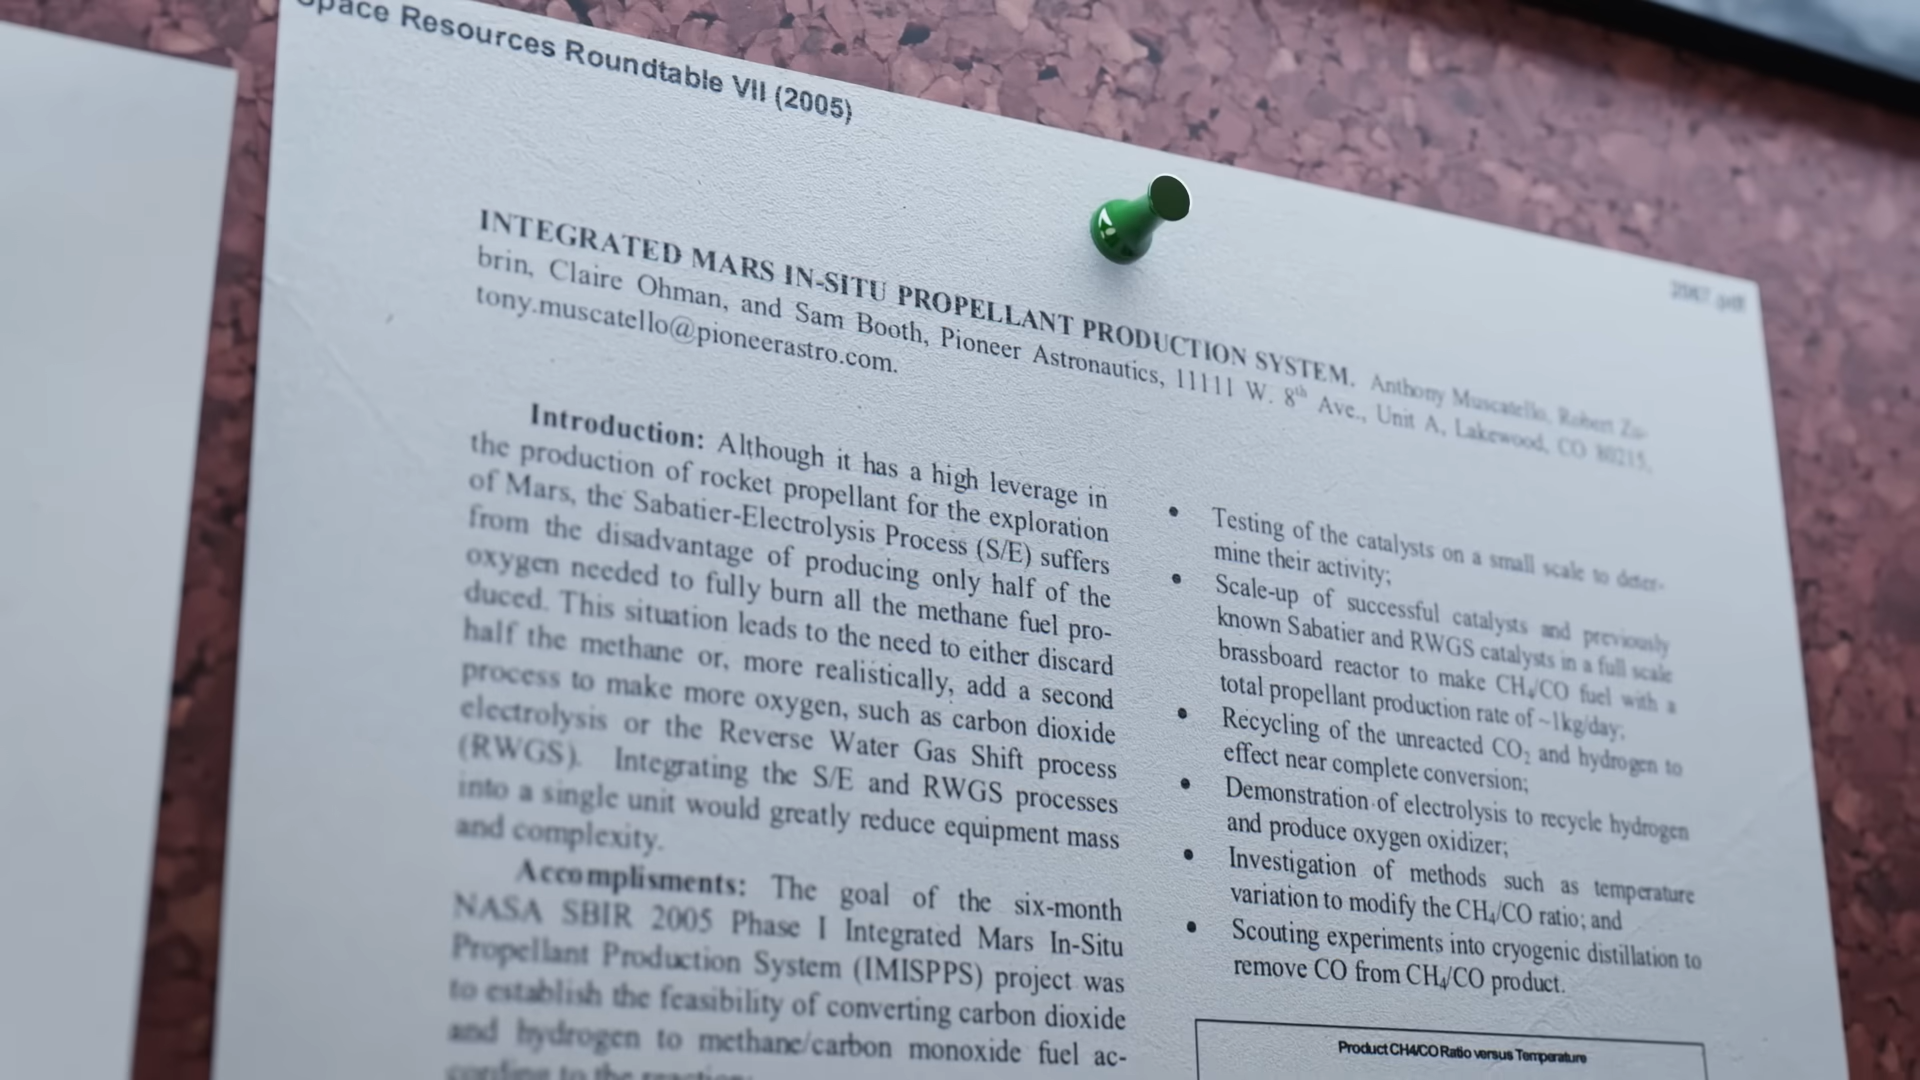 Space Resources Roundtable VII (2005)
2067.pdf
INTEGRATED MARS IN-SITU PROPELLANT PRODUCTION SYSTEM. Anthony Muscatello, Robert Zu-
brin, Claire Ohman, and Sam Booth, Pioneer Astronautics, 11111 W. 8th Ave., Unit A, Lakewood, CO 80215,
tony.muscatello@pioneerastro.com.
Introduction: Although it has a high leverage in
the production of rocket propellant for the exploration
of Mars, the Sabatier-Electrolysis Process (S/E) suffers
from the disadvantage of producing only half of the
oxygen needed to fully burn all the methane fuel pro-
duced. This situation leads to the need to either discard
half the methane or, more realistically, add a second
process to make more oxygen, such as carbon dioxide
electrolysis or the Reverse Water Gas Shift process
(RWGS). Integrating the S/E and RWGS processes
into a single unit would greatly reduce equipment mass
and complexity.
Accomplisments: The goal of the six-month
NASA SBIR 2005 Phase I Integrated Mars In-Situ
Propellant Production System (IMISPPS) project was
to establish the feasibility of converting carbon dioxide
and hydrogen to methane/carbon monoxide fuel ac-
cording to the reaction:
• Testing of the catalysts on a small scale to deter-
mine their activity;
• Scale-up of successful catalysts and previously
known Sabatier and RWGS catalysts in a full scale
brassboard reactor to make CH₄/CO fuel with a
total propellant production rate of ~1kg/day;
• Recycling of the unreacted CO₂ and hydrogen to
effect near complete conversion;
• Demonstration of electrolysis to recycle hydrogen
and produce oxygen oxidizer;
• Investigation of methods such as temperature
variation to modify the CH₄/CO ratio; and
• Scouting experiments into cryogenic distillation to
remove CO from CH₄/CO product.
Product CH4/CO Ratio versus Temperature